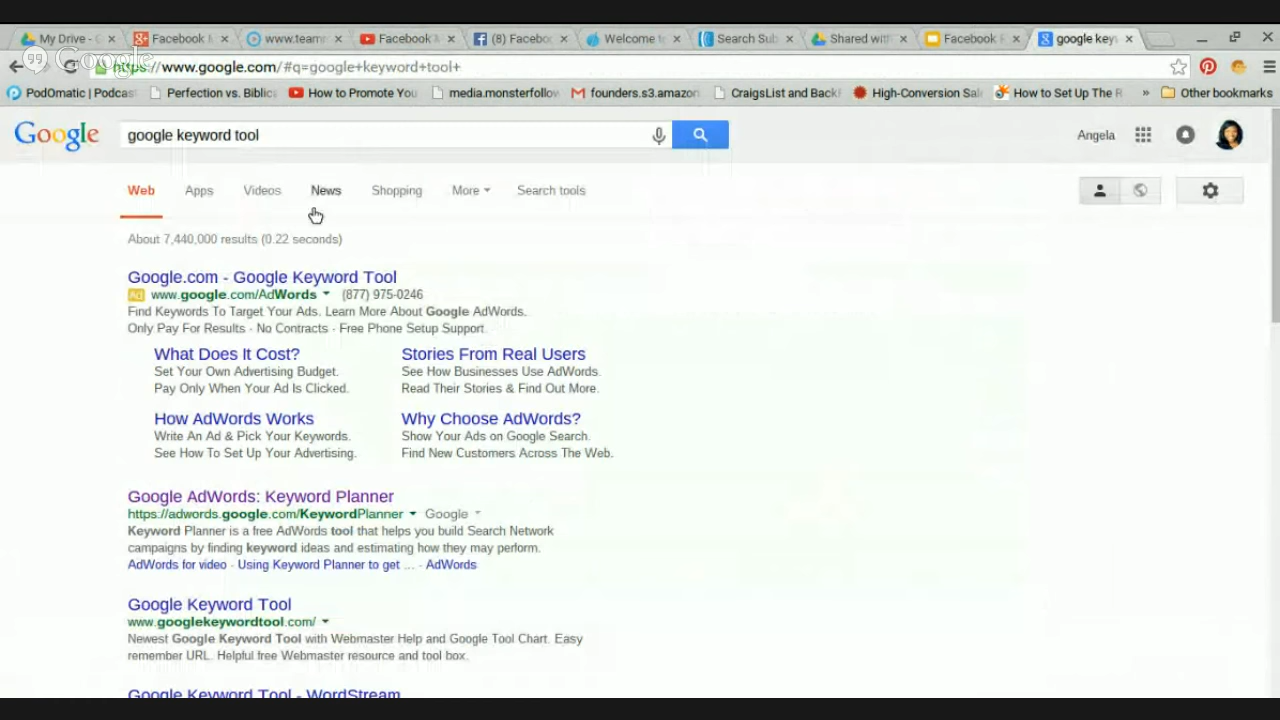 My Drive - G
Facebook M
www.teams
Facebook M
(8) Facebo
Welcome t
Search Sub
Shared with
Facebook
google key
Google
https://www.google.com/#q=google+keyword+tool+
PodOmatic | Podcas
Perfection vs. Biblica
How to Promote You
media.monsterfollow
founders.s3.amazon
CraigsList and Back
High-Conversion Sal
How to Set Up The R
»
Other bookmarks
Google
google keyword tool
Angela
Web
Apps
Videos
News
Shopping
More
Search tools
About 7,440,000 results (0.22 seconds)
Google.com - Google Keyword Tool
Ad www.google.com/AdWords (877) 975-0246
Find Keywords To Target Your Ads. Learn More About Google AdWords.
Only Pay For Results - No Contracts - Free Phone Setup Support
What Does It Cost?
Set Your Own Advertising Budget.
Pay Only When Your Ad Is Clicked.
Stories From Real Users
See How Businesses Use AdWords.
Read Their Stories & Find Out More.
How AdWords Works
Write An Ad & Pick Your Keywords.
See How To Set Up Your Advertising.
Why Choose AdWords?
Show Your Ads on Google Search.
Find New Customers Across The Web.
Google AdWords: Keyword Planner
https://adwords.google.com/KeywordPlanner Google
Keyword Planner is a free AdWords tool that helps you build Search Network
campaigns by finding keyword ideas and estimating how they may perform.
AdWords for video - Using Keyword Planner to get ... - AdWords
Google Keyword Tool
www.googlekeywordtool.com/
Newest Google Keyword Tool with Webmaster Help and Google Tool Chart. Easy
remember URL. Helpful free Webmaster resource and tool box.
Google Keyword Tool - WordStream